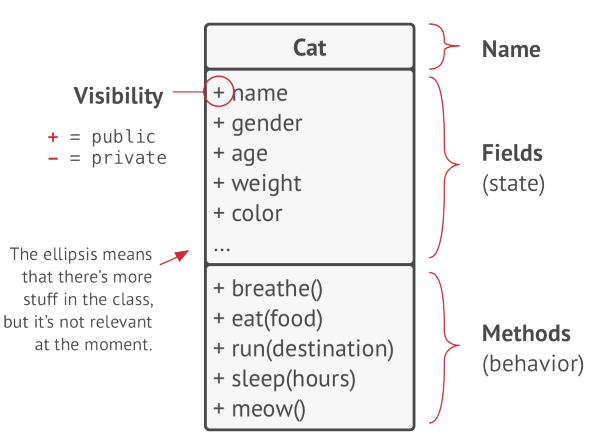 Cat
Name
Visibility
+ = public
– = private
+ name
+ gender
+ age
+ weight
+ color
...
Fields
(state)
The ellipsis means
that there’s more
stuff in the class,
but it’s not relevant
at the moment.
+ breathe()
+ eat(food)
+ run(destination)
+ sleep(hours)
+ meow()
Methods
(behavior)